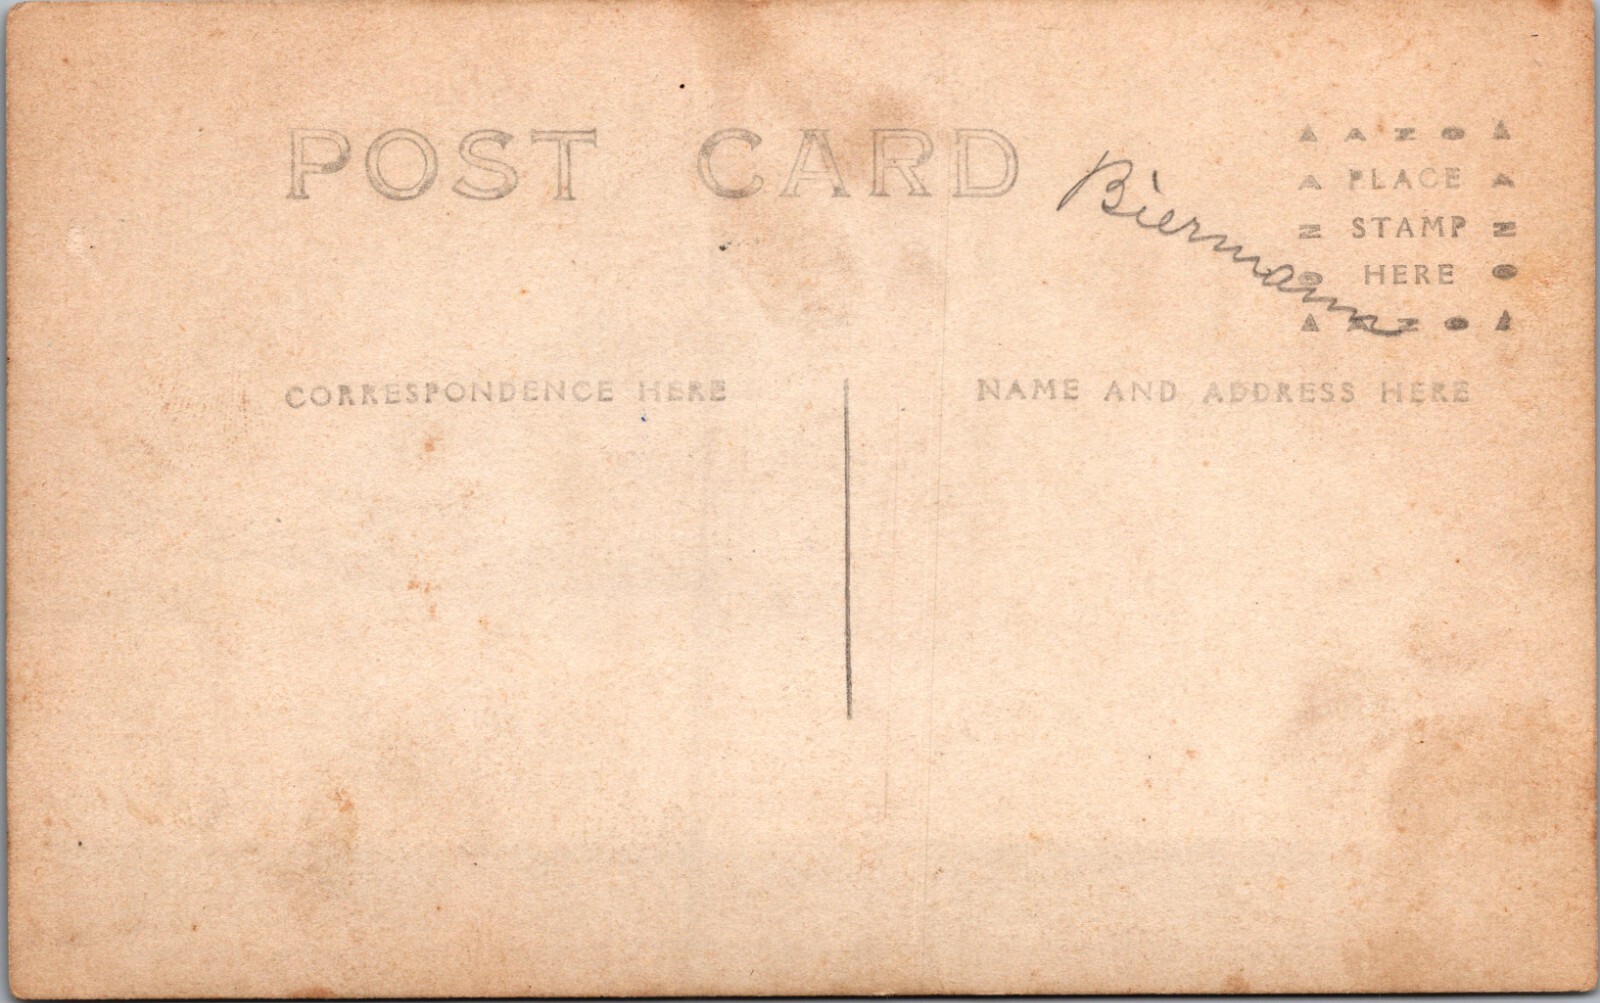 POST CARD
Biermann
▲ AZO ▲
A PLACE A
Z STAMP Z
O HERE O
▲ AZO ▲
CORRESPONDENCE HERE
NAME AND ADDRESS HERE